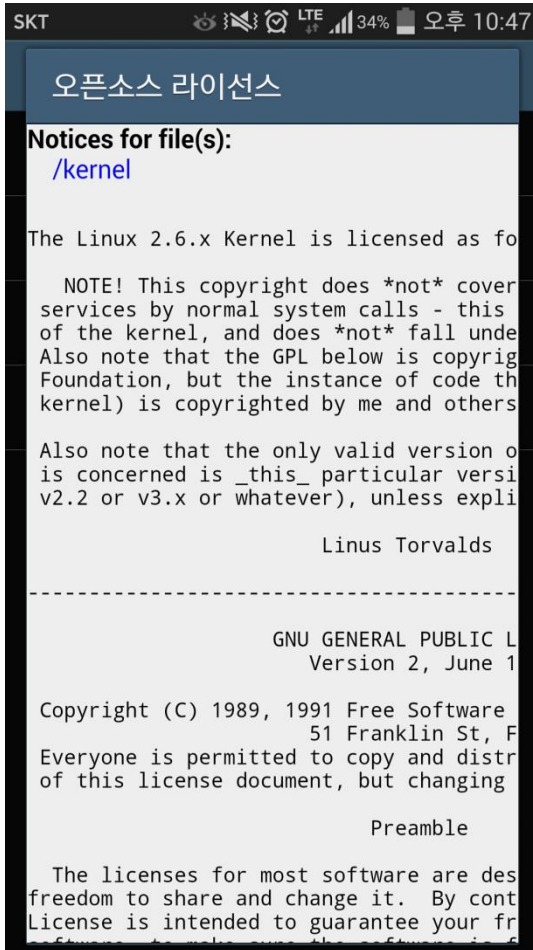 SKT LTE 34% 오후 10:47
오픈소스 라이선스
Notices for file(s):
/kernel
The Linux 2.6.x Kernel is licensed as fo
NOTE! This copyright does *not* cover
services by normal system calls - this
of the kernel, and does *not* fall unde
Also note that the GPL below is copyrig
Foundation, but the instance of code th
kernel) is copyrighted by me and others
Also note that the only valid version o
is concerned is _this_ particular versi
v2.2 or v3.x or whatever), unless expli
Linus Torvalds
----------------------------------------
GNU GENERAL PUBLIC L
Version 2, June 1
Copyright (C) 1989, 1991 Free Software
51 Franklin St, F
Everyone is permitted to copy and distr
of this license document, but changing
Preamble
The licenses for most software are des
freedom to share and change it. By cont
License is intended to guarantee your fr